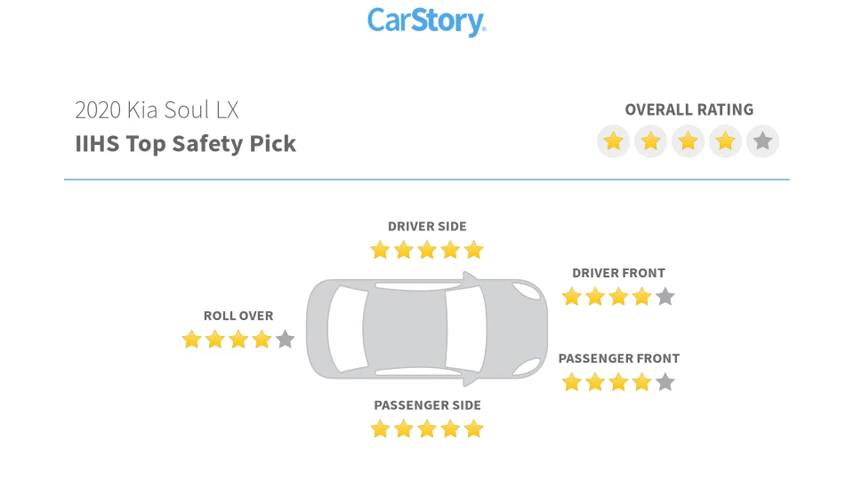 CarStory.
2020 Kia Soul LX
IIHS Top Safety Pick
OVERALL RATING
DRIVER SIDE
DRIVER FRONT
ROLL OVER
PASSENGER FRONT
PASSENGER SIDE